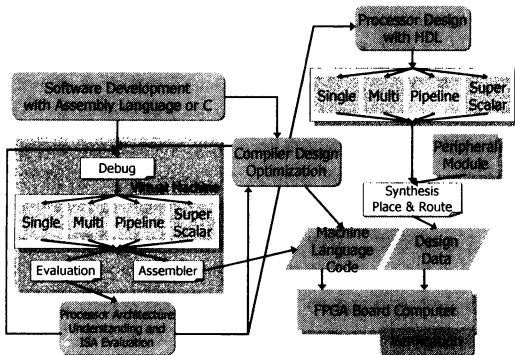 Processor Design
with HDL
Software Development
with Assembly Language or C
Single Multi Pipeline Super
Scalar
Peripheral
Module
Debug
Virtual Machine
Compiler Design
Optimization
Single Multi Pipeline Super
Scalar
Synthesis
Place & Route
Evaluation Assembler
Machine
Language
Code
Design
Data
Processor Architecture
Understanding and
ISA Evaluation
FPGA Board Computer